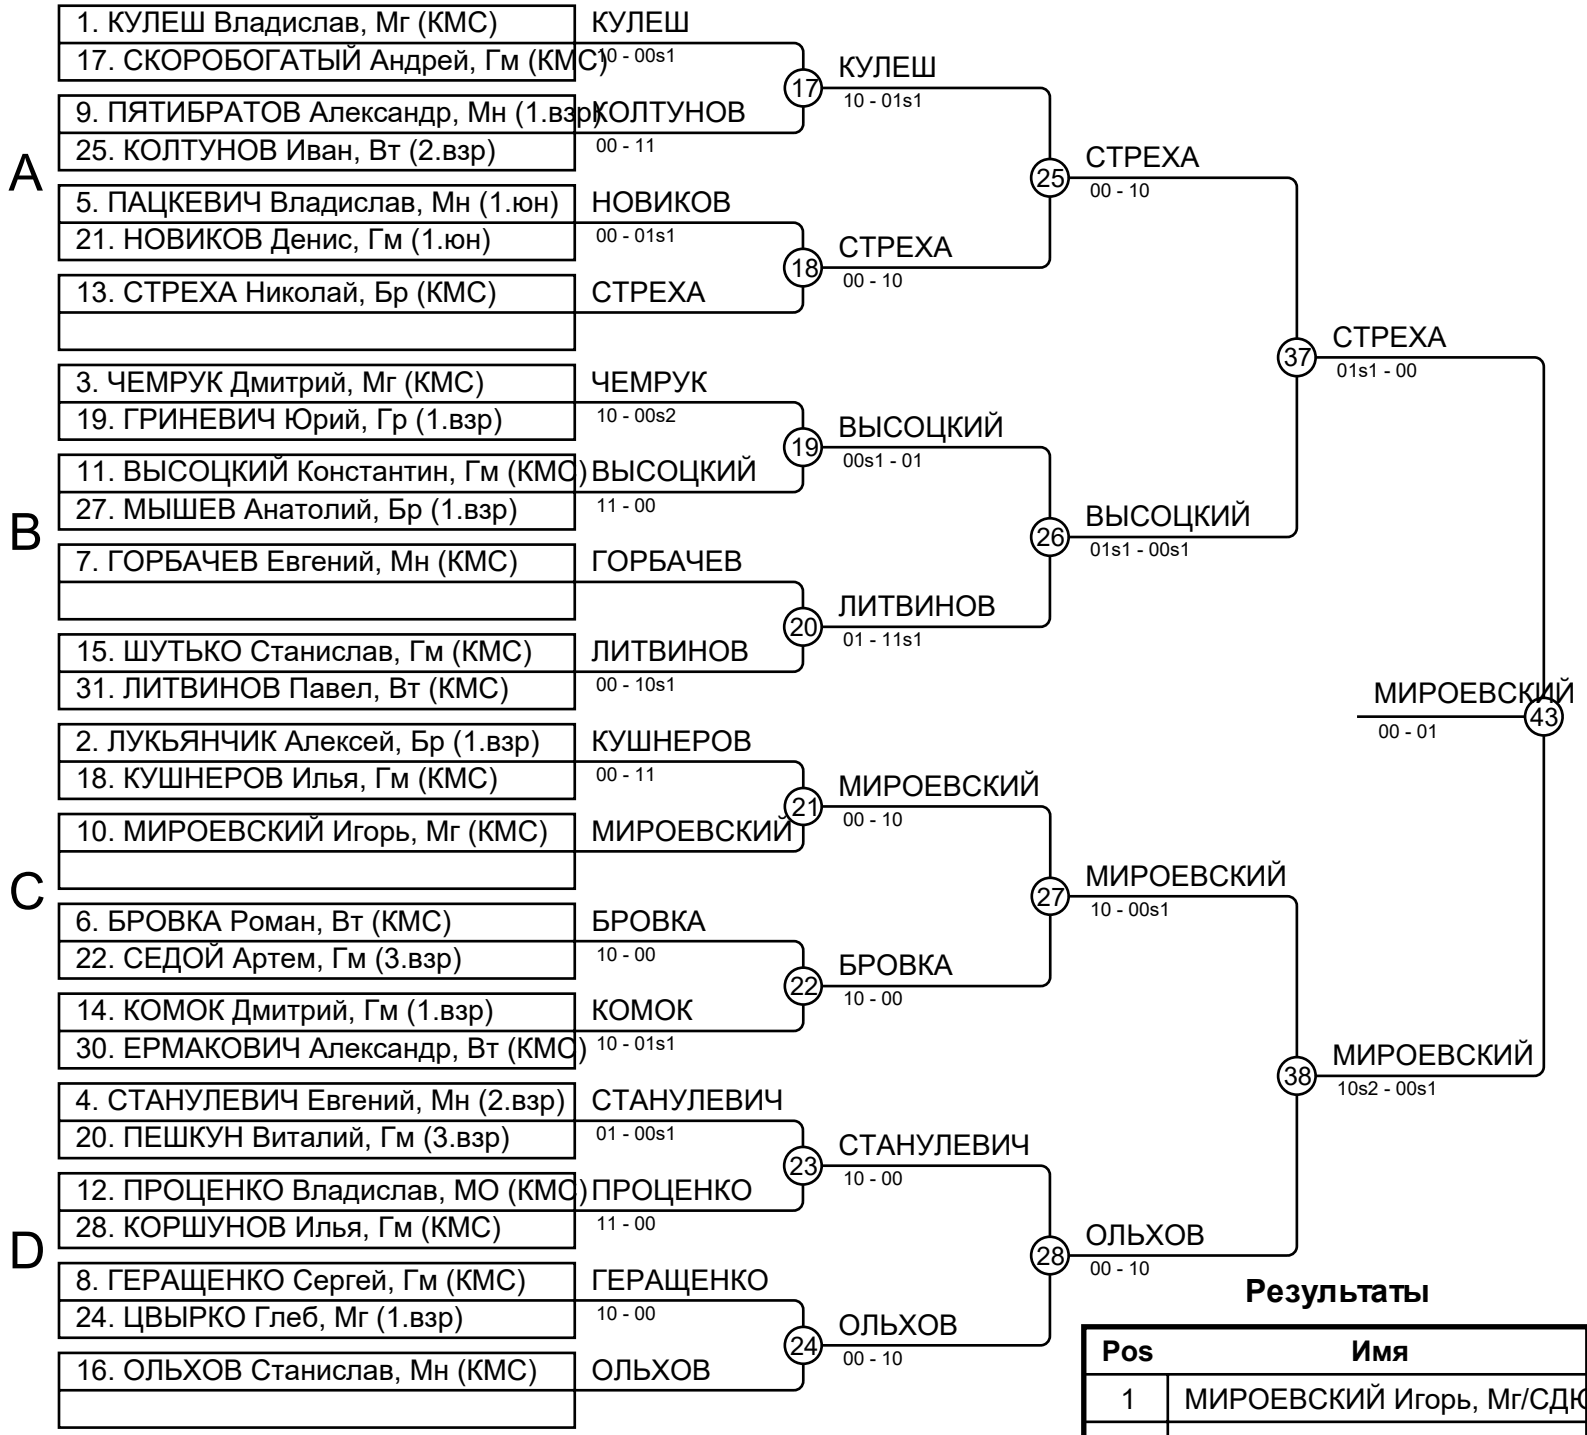 A
1. КУЛЕШ Владислав, Мг (КМС)
17. СКОРОБОГАТЫЙ Андрей, Гм (КМС)
9. ПЯТИБРАТОВ Александр, Мн (1.взр)
25. КОЛТУНОВ Иван, Вт (2.взр)
5. ПАЦКЕВИЧ Владислав, Мн (1.юн)
21. НОВИКОВ Денис, Гм (1.юн)
13. СТРЕХА Николай, Бр (КМС)
B
3. ЧЕМРУК Дмитрий, Мг (КМС)
19. ГРИНЕВИЧ Юрий, Гр (1.взр)
11. ВЫСОЦКИЙ Константин, Гм (КМС)
27. МЫШЕВ Анатолий, Бр (1.взр)
7. ГОРБАЧЕВ Евгений, Мн (КМС)
15. ШУТЬКО Станислав, Гм (КМС)
31. ЛИТВИНОВ Павел, Вт (КМС)
C
2. ЛУКЬЯНЧИК Алексей, Бр (1.взр)
18. КУШНЕРОВ Илья, Гм (КМС)
10. МИРОЕВСКИЙ Игорь, Мг (КМС)
6. БРОВКА Роман, Вт (КМС)
22. СЕДОЙ Артем, Гм (3.взр)
14. КОМОК Дмитрий, Гм (1.взр)
30. ЕРМАКОВИЧ Александр, Вт (КМС)
D
4. СТАНУЛЕВИЧ Евгений, Мн (2.взр)
20. ПЕШКУН Виталий, Гм (3.взр)
12. ПРОЦЕНКО Владислав, МО (КМС)
28. КОРШУНОВ Илья, Гм (КМС)
8. ГЕРАЩЕНКО Сергей, Гм (КМС)
24. ЦВЫРКО Глеб, Мг (1.взр)
16. ОЛЬХОВ Станислав, Мн (КМС)
КУЛЕШ
10 - 00s1
КОЛТУНОВ
00 - 11
НОВИКОВ
00 - 01s1
СТРЕХА
ЧЕМРУК
10 - 00s2
ВЫСОЦКИЙ
11 - 00
ГОРБАЧЕВ
ЛИТВИНОВ
00 - 10s1
КУШНЕРОВ
00 - 11
МИРОЕВСКИЙ
БРОВКА
10 - 00
КОМОК
10 - 01s1
СТАНУЛЕВИЧ
01 - 00s1
ПРОЦЕНКО
11 - 00
ГЕРАЩЕНКО
10 - 00
ОЛЬХОВ
17
КУЛЕШ
10 - 01s1
18
СТРЕХА
00 - 10
19
ВЫСОЦКИЙ
00s1 - 01
20
ЛИТВИНОВ
01 - 11s1
21
МИРОЕВСКИЙ
00 - 10
22
БРОВКА
10 - 00
23
СТАНУЛЕВИЧ
10 - 00
24
ОЛЬХОВ
00 - 10
25
СТРЕХА
00 - 10
26
ВЫСОЦКИЙ
01s1 - 00s1
27
МИРОЕВСКИЙ
10 - 00s1
28
ОЛЬХОВ
00 - 10
37
СТРЕХА
01s1 - 00
38
МИРОЕВСКИЙ
10s2 - 00s1
МИРОЕВСКИЙ
43
00 - 01
Результаты
Pos Имя
1 МИРОЕВСКИЙ Игорь, Мг/СДЮ